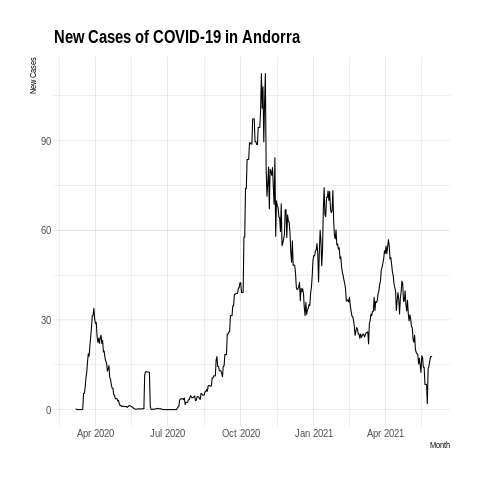 New Cases of COVID-19 in Andorra
New Cases
90
60
30
0
Apr 2020 Jul 2020 Oct 2020 Jan 2021 Apr 2021
Month